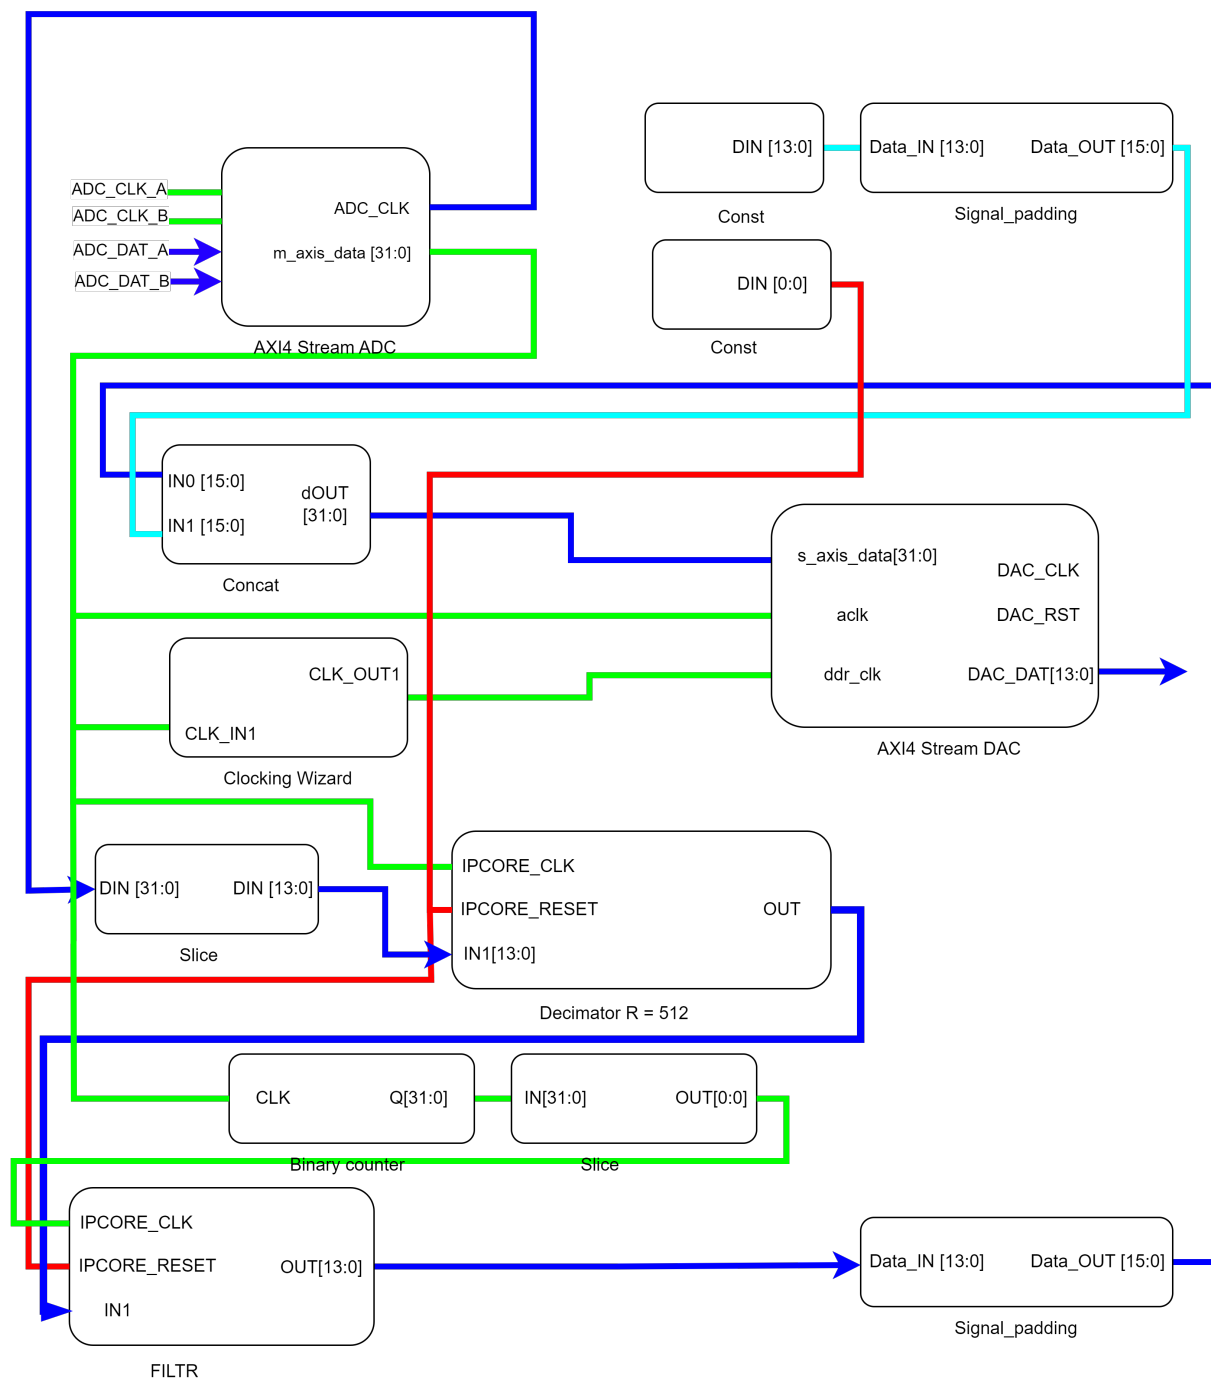 DIN [13:0]
Data_IN [13:0]
Data_OUT [15:0]
Const
Signal_padding
ADC_CLK_A
ADC_CLK_B
ADC_DAT_A
ADC_DAT_B
ADC_CLK
m_axis_data [31:0]
AXI4 Stream ADC
DIN [0:0]
Const
IN0 [15:0]
IN1 [15:0]
dOUT
[31:0]
Concat
s_axis_data[31:0]
aclk
ddr_clk
DAC_CLK
DAC_RST
DAC_DAT[13:0]
AXI4 Stream DAC
CLK_OUT1
CLK_IN1
Clocking Wizard
DIN [31:0]
DIN [13:0]
Slice
IPCORE_CLK
IPCORE_RESET
IN1[13:0]
OUT
Decimator R = 512
CLK
Q[31:0]
Binary counter
IN[31:0]
OUT[0:0]
Slice
IPCORE_CLK
IPCORE_RESET
IN1
OUT[13:0]
FILTR
Data_IN [13:0]
Data_OUT [15:0]
Signal_padding